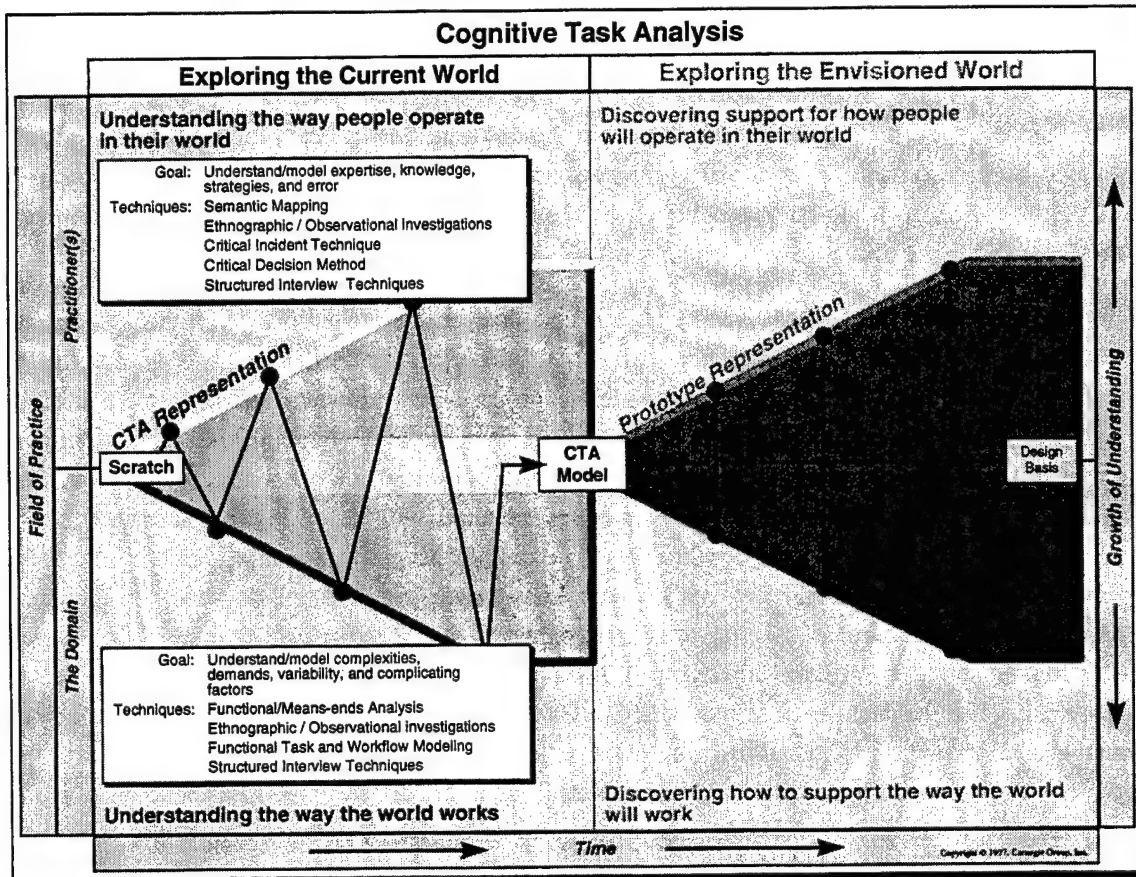 Cognitive Task Analysis
Exploring the Current World
Exploring the Envisioned World
Understanding the way people operate
in their world
Discovering support for how people
will operate in their world
Goal: Understand/model expertise, knowledge,
strategies, and error
Techniques: Semantic Mapping
Ethnographic / Observational Investigations
Critical Incident Technique
Critical Decision Method
Structured Interview Techniques
Field of Practice
Practitioner(s)
The Domain
CTA Representation
Scratch
CTA
Model
Prototype Representation
Design
Basis
Growth of Understanding
Goal: Understand/model complexities,
demands, variability, and complicating
factors
Techniques: Functional/Means-ends Analysis
Ethnographic / Observational Investigations
Functional Task and Workflow Modeling
Structured Interview Techniques
Understanding the way the world works
Discovering how to support the way the world
will work
Time
Copyright © 1997, Carnegie Group, Inc.